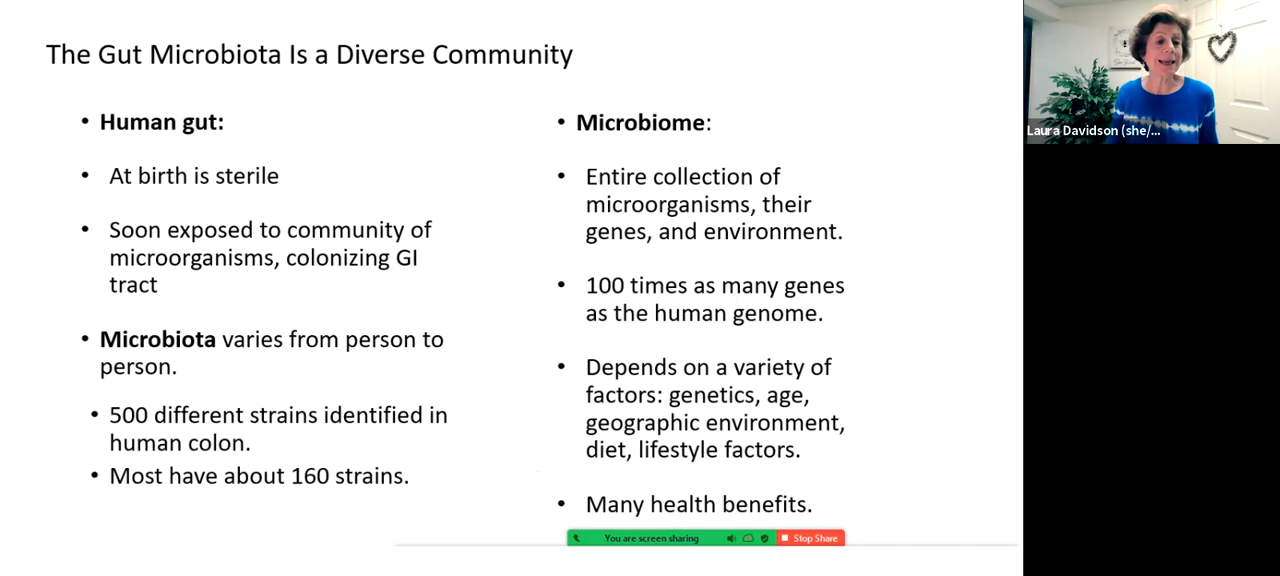 The Gut Microbiota Is a Diverse Community
• Human gut:
• At birth is sterile
• Soon exposed to community of
microorganisms, colonizing GI
tract
• Microbiota varies from person to
person.
• 500 different strains identified in
human colon.
• Most have about 160 strains.
• Microbiome:
• Entire collection of
microorganisms, their
genes, and environment.
• 100 times as many genes
as the human genome.
• Depends on a variety of
factors: genetics, age,
geographic environment,
diet, lifestyle factors.
• Many health benefits.
You are screen sharing
Stop Share
Laura Davidson (she/...